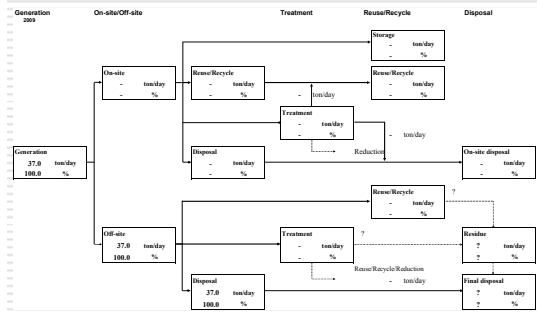 Generation On-site/Off-site Treatment Reuse/Recycle Disposal
2009
Storage
- ton/day
- %
On-site
- ton/day
- %
Reuse/Recycle
- ton/day
- %
Reuse/Recycle
- ton/day
- %
- ton/day
Treatment
- ton/day
- %
- ton/day
Reduction
Generation
37.0 ton/day
100.0 %
Disposal
- ton/day
- %
On-site disposal
- ton/day
- %
Reuse/Recycle
- ton/day
- %
?
Off-site
37.0 ton/day
100.0 %
Treatment
- ton/day
- %
?
Residue
? ton/day
? %
Reuse/Recycle/Reduction
- ton/day
Disposal
37.0 ton/day
100.0 %
Final disposal
? ton/day
? %